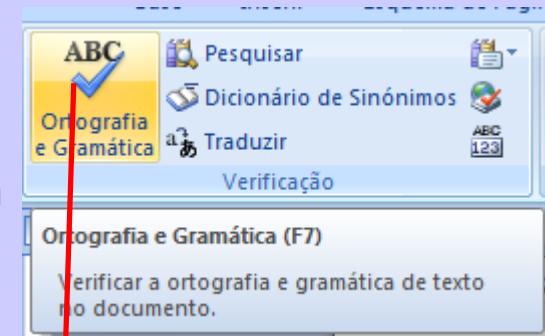 ABC
Ortografia
e Gramática
Pesquisar
Dicionário de Sinónimos
Traduzir
ABC
123
Verificação
Ortografia e Gramática (F7)
Verificar a ortografia e gramática de texto
no documento.